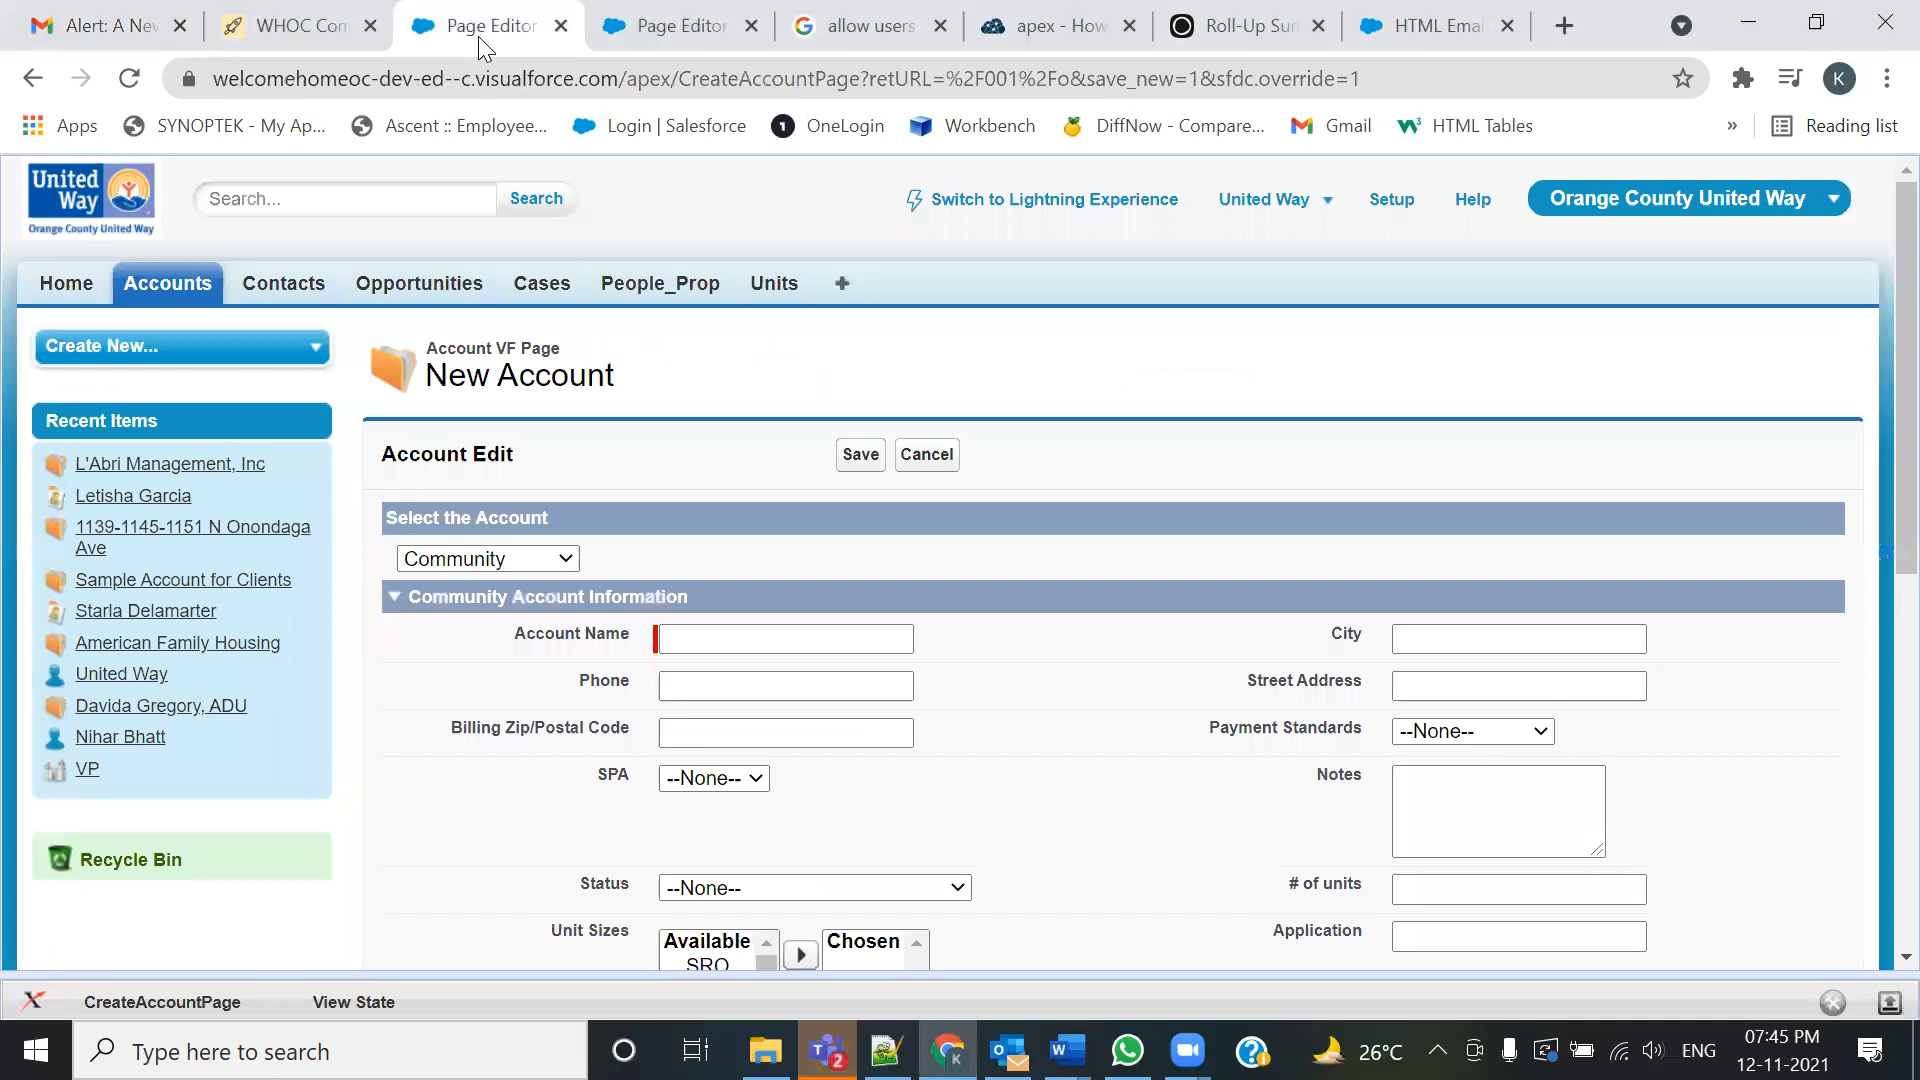 Alert: A Nev
WHOC Com
Page Editor
Page Editor
allow users
apex - How
Roll-Up Sun
HTML Emai
welcomehomeoc-dev-ed--c.visualforce.com/apex/CreateAccountPage?retURL=%2F001%2Fo&save_new=1&sfdc.override=1
K
Apps
SYNOPTEK - My Ap...
Ascent :: Employee...
Login | Salesforce
OneLogin
Workbench
DiffNow - Compare...
Gmail
HTML Tables
»
Reading list
United
Way
Orange County United Way
Search...
Search
Switch to Lightning Experience
United Way
Setup
Help
Orange County United Way
Home
Accounts
Contacts
Opportunities
Cases
People_Prop
Units
Create New...
Account VF Page
New Account
Recent Items
L'Abri Management, Inc
Letisha Garcia
1139-1145-1151 N Onondaga
Ave
Sample Account for Clients
Starla Delamarter
American Family Housing
United Way
Davida Gregory, ADU
Nihar Bhatt
VP
Recycle Bin
Account Edit
Save
Cancel
Select the Account
Community
Community Account Information
Account Name
City
Phone
Street Address
Billing Zip/Postal Code
Payment Standards
--None--
SPA
--None--
Notes
Status
--None--
# of units
Unit Sizes
Available
SRO
Chosen
Application
CreateAccountPage
View State
Type here to search
2
K
26°C
ENG
07:45 PM
12-11-2021